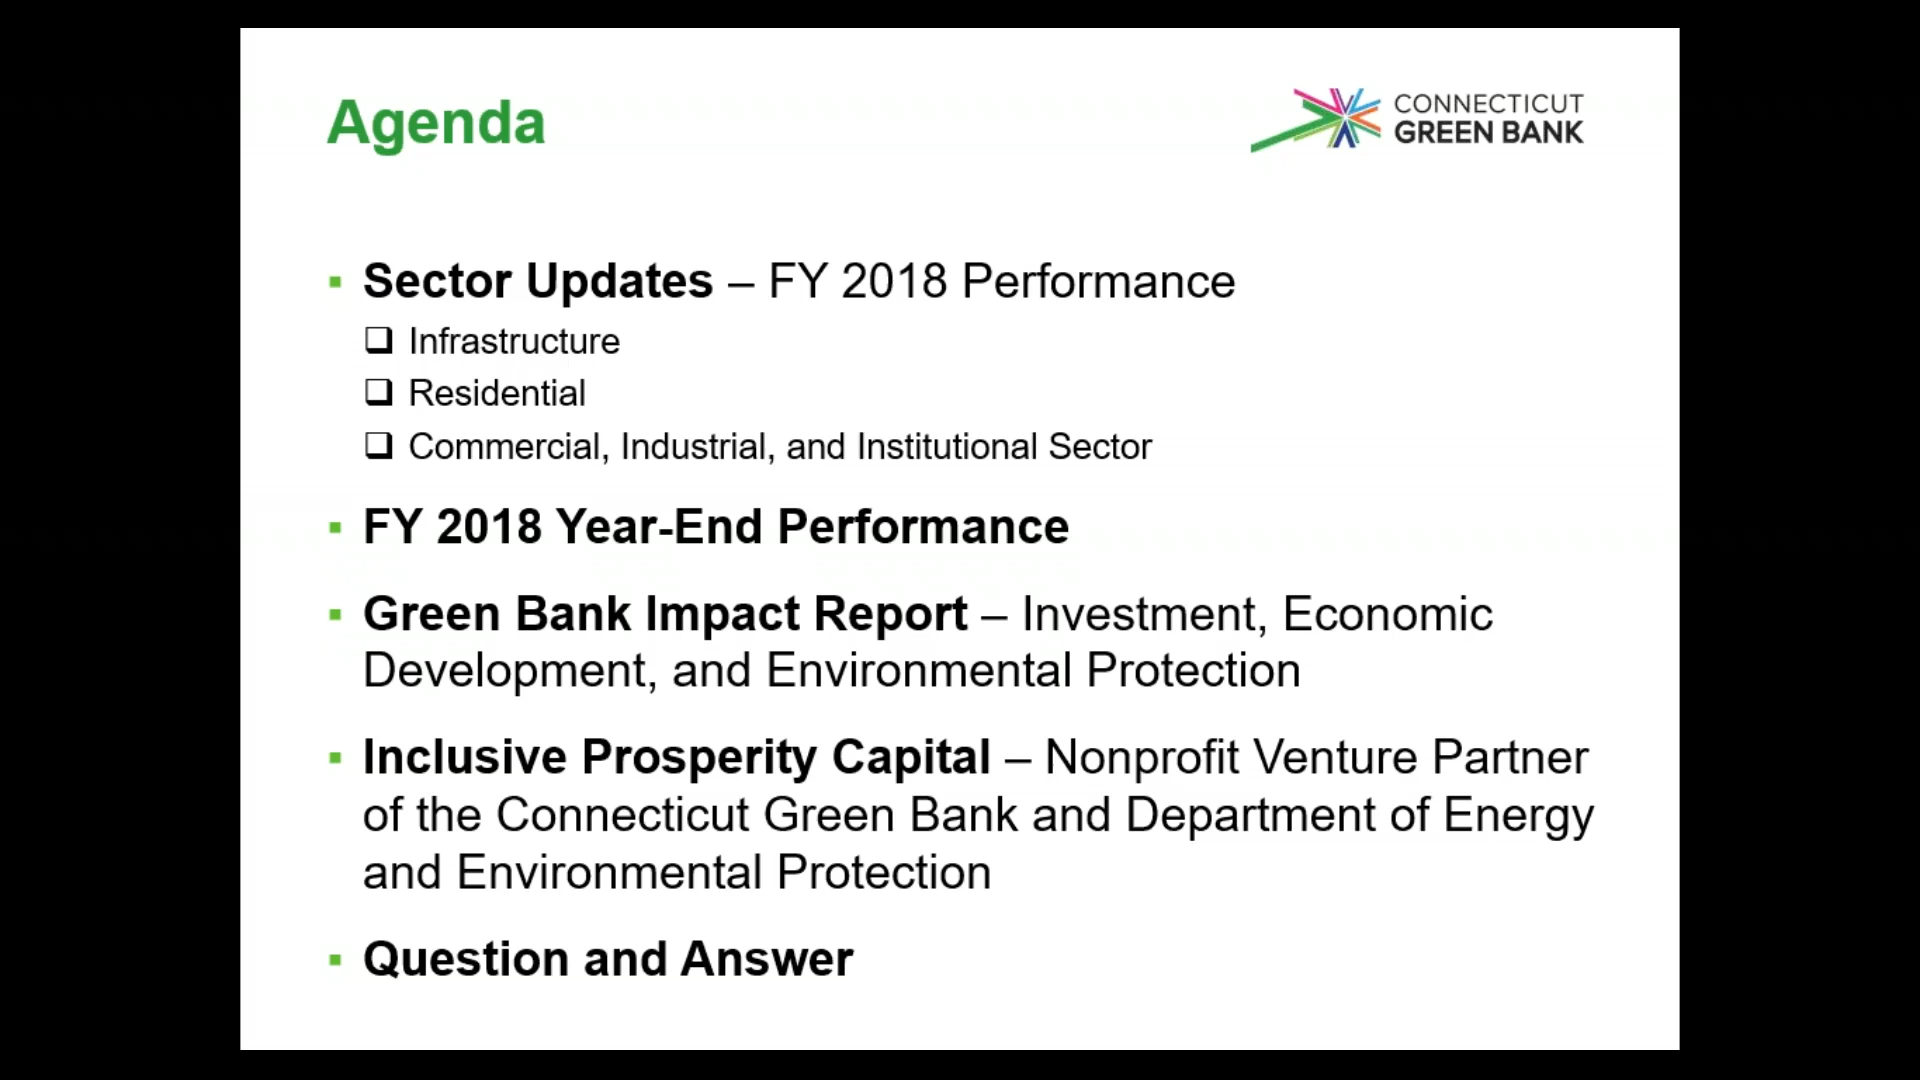 Agenda
CONNECTICUT
GREEN BANK
▪ Sector Updates – FY 2018 Performance
❑ Infrastructure
❑ Residential
❑ Commercial, Industrial, and Institutional Sector
▪ FY 2018 Year-End Performance
▪ Green Bank Impact Report – Investment, Economic
Development, and Environmental Protection
▪ Inclusive Prosperity Capital – Nonprofit Venture Partner
of the Connecticut Green Bank and Department of Energy
and Environmental Protection
▪ Question and Answer